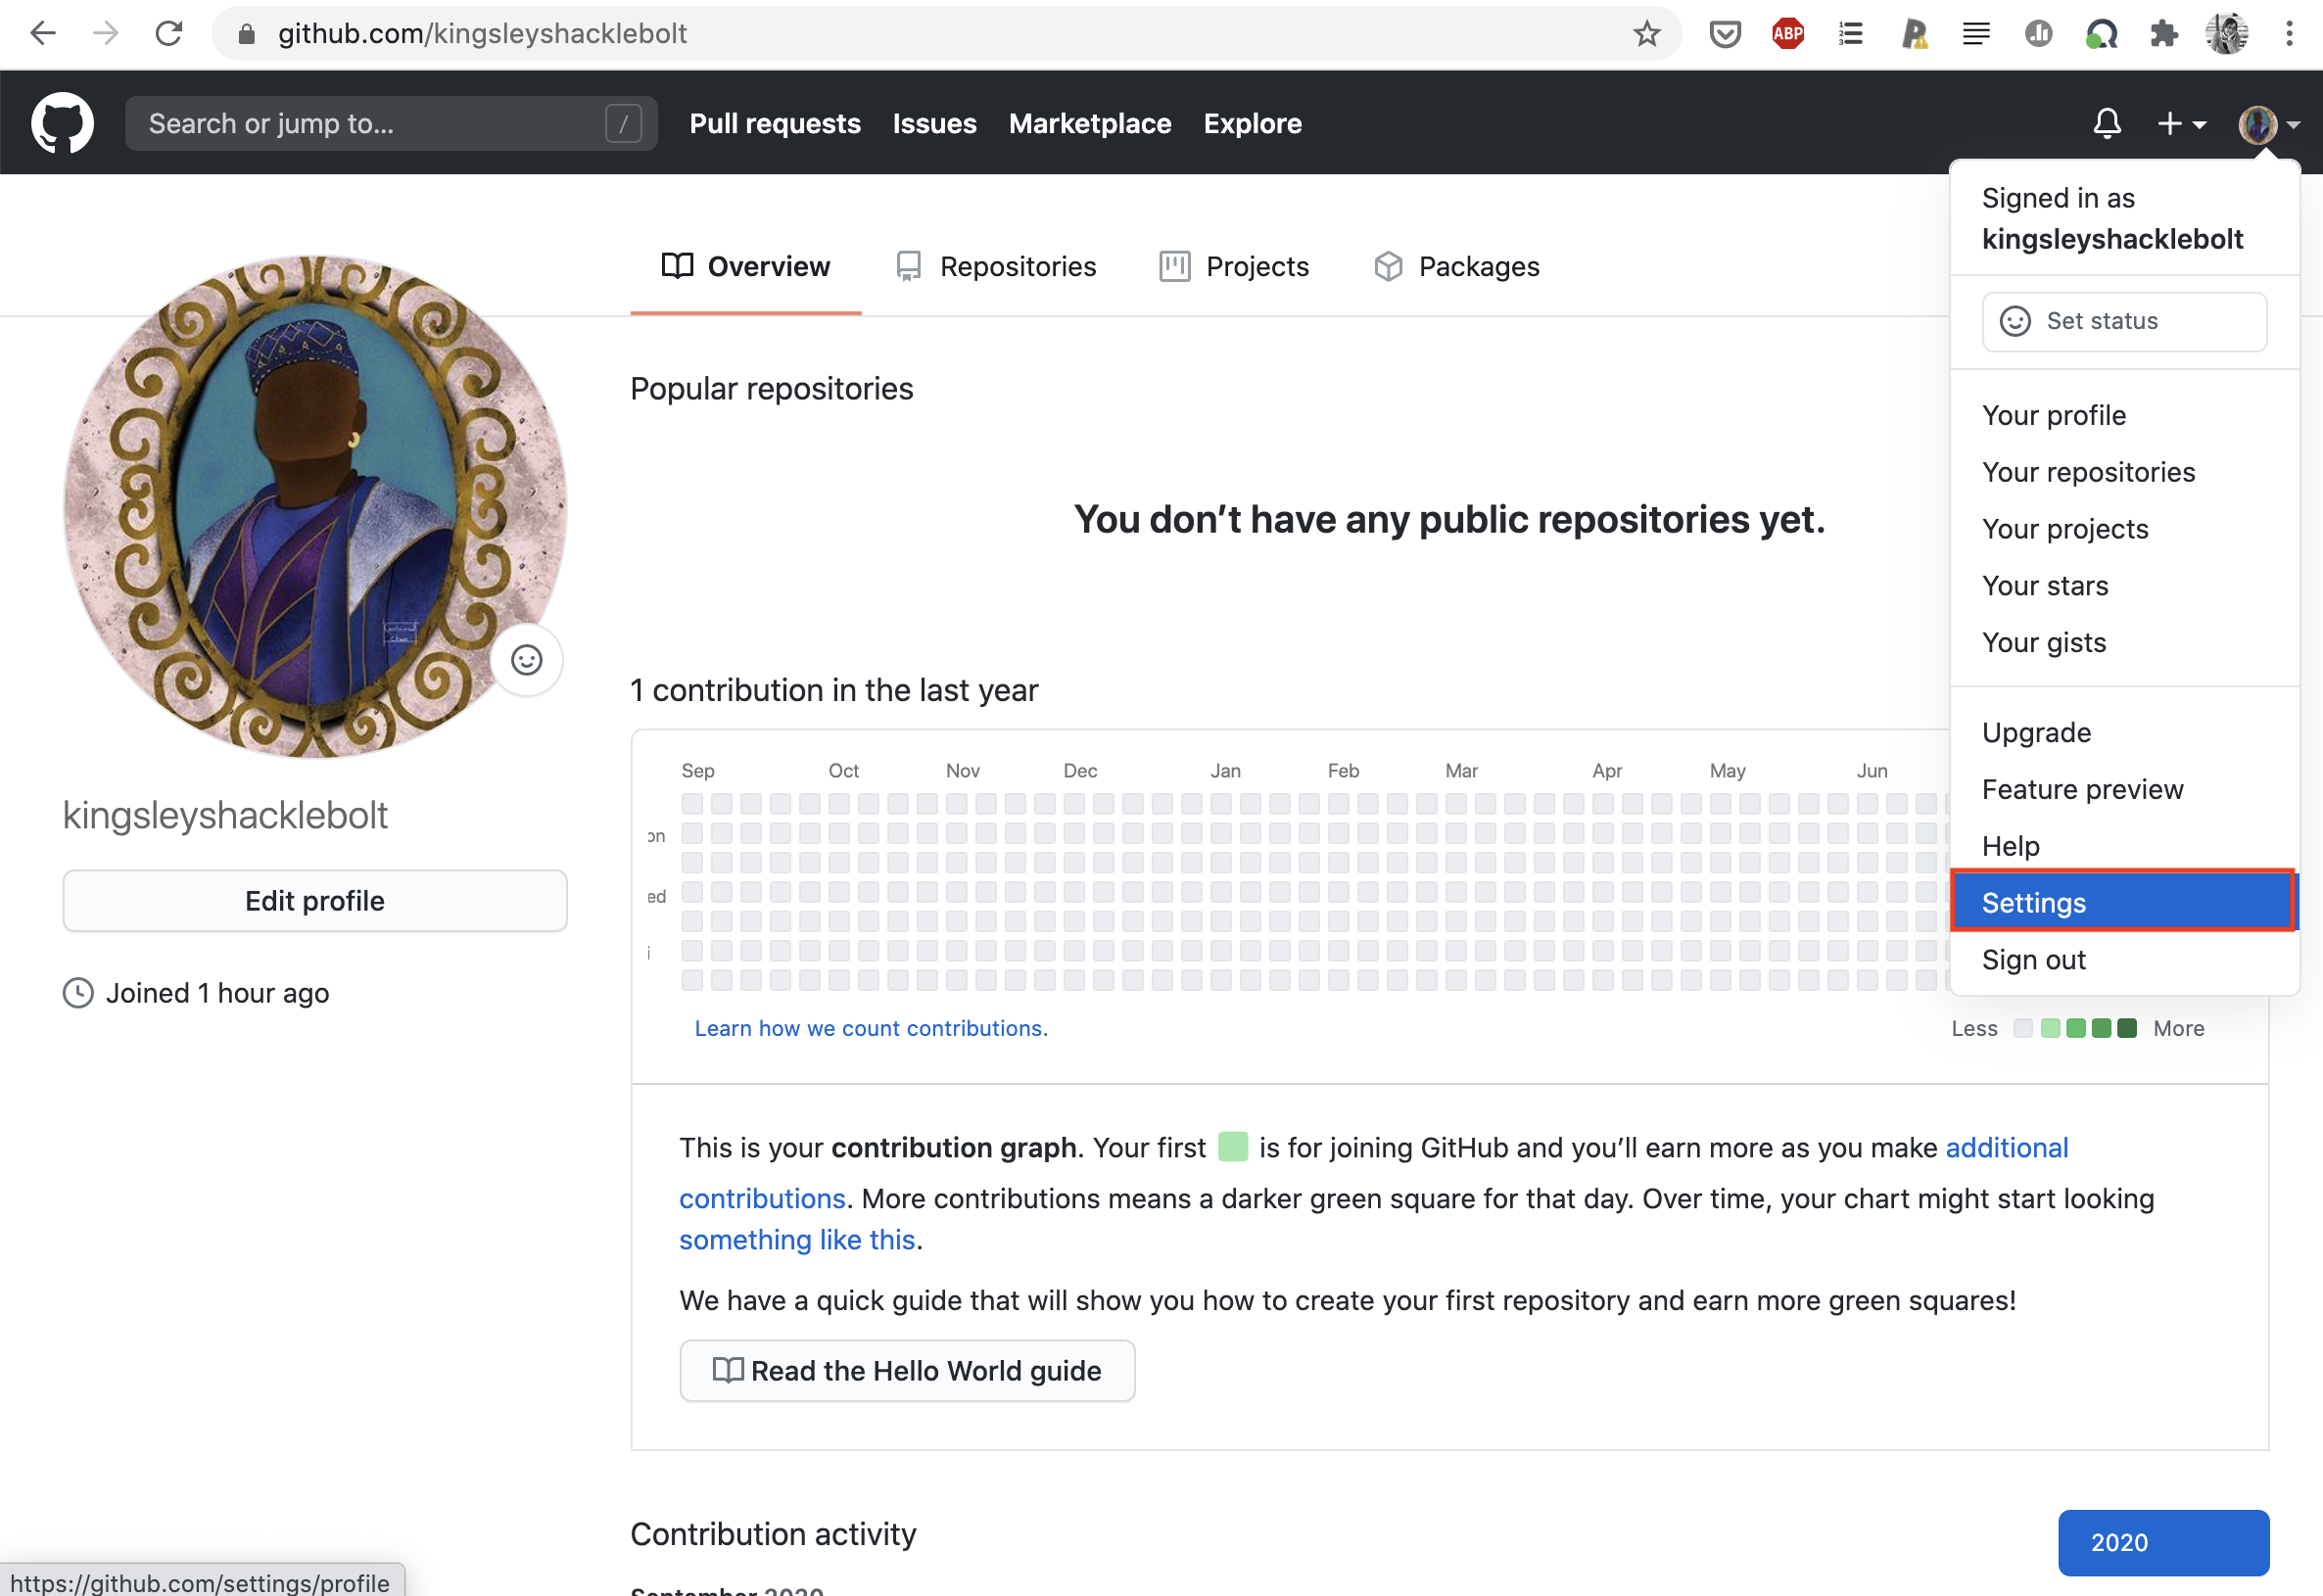 github.com/kingsleyshacklebolt
ABP
Search or jump to...
/
Pull requests
Issues
Marketplace
Explore
Signed in as
kingsleyshacklebolt
Set status
Your profile
Your repositories
Your projects
Your stars
Your gists
Upgrade
Feature preview
Help
Settings
Sign out
Overview
Repositories
Projects
Packages
kingsleyshacklebolt
Edit profile
Joined 1 hour ago
Popular repositories
You don’t have any public repositories yet.
1 contribution in the last year
Sep Oct Nov Dec Jan Feb Mar Apr May Jun
on
ed
i
Learn how we count contributions.
Less More
This is your contribution graph. Your first is for joining GitHub and you’ll earn more as you make additional
contributions. More contributions means a darker green square for that day. Over time, your chart might start looking
something like this.
We have a quick guide that will show you how to create your first repository and earn more green squares!
Read the Hello World guide
Contribution activity
2020
September 2020
https://github.com/settings/profile